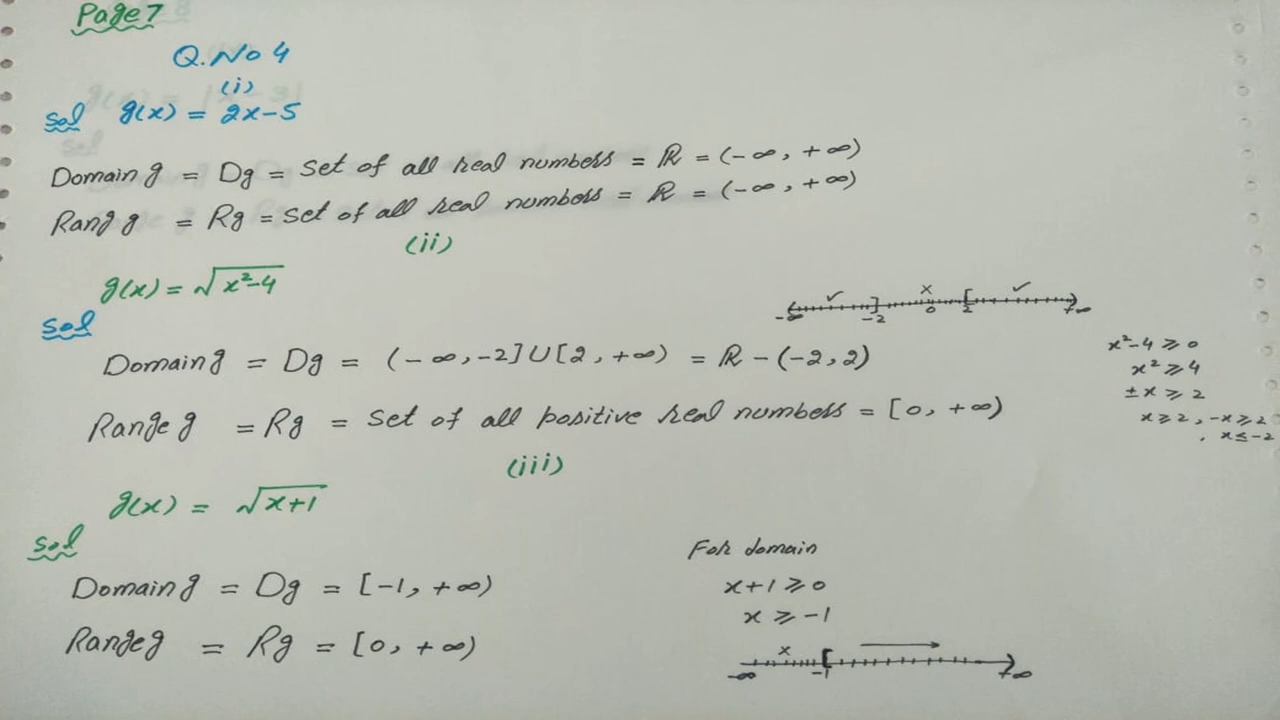 Page 7
Q.No 4
(i)
Sol g(x) = 2x-5
Domain g = Dg = Set of all real numbers = ℝ = (-∞, +∞)
Rang g = Rg = Set of all real numbers = ℝ = (-∞, +∞)
(ii)
g(x) = √x²-4
Sol
-∞ ✓ ] -2 x 0 [ 2 ✓ +∞
Domain g = Dg = (-∞, -2] U [2, +∞) = ℝ - (-2, 2)
x²-4 ⩾ 0
x² ⩾ 4
±x ⩾ 2
x ⩾ 2, -x ⩾ 2
, x ≤ -2
Range g = Rg = Set of all positive real numbers = [0, +∞)
(iii)
g(x) = √x+1
Sol
Domain g = Dg = [-1, +∞)
Range g = Rg = [0, +∞)
For domain
x+1 ⩾ 0
x ⩾ -1
-∞ x [ -1 +∞